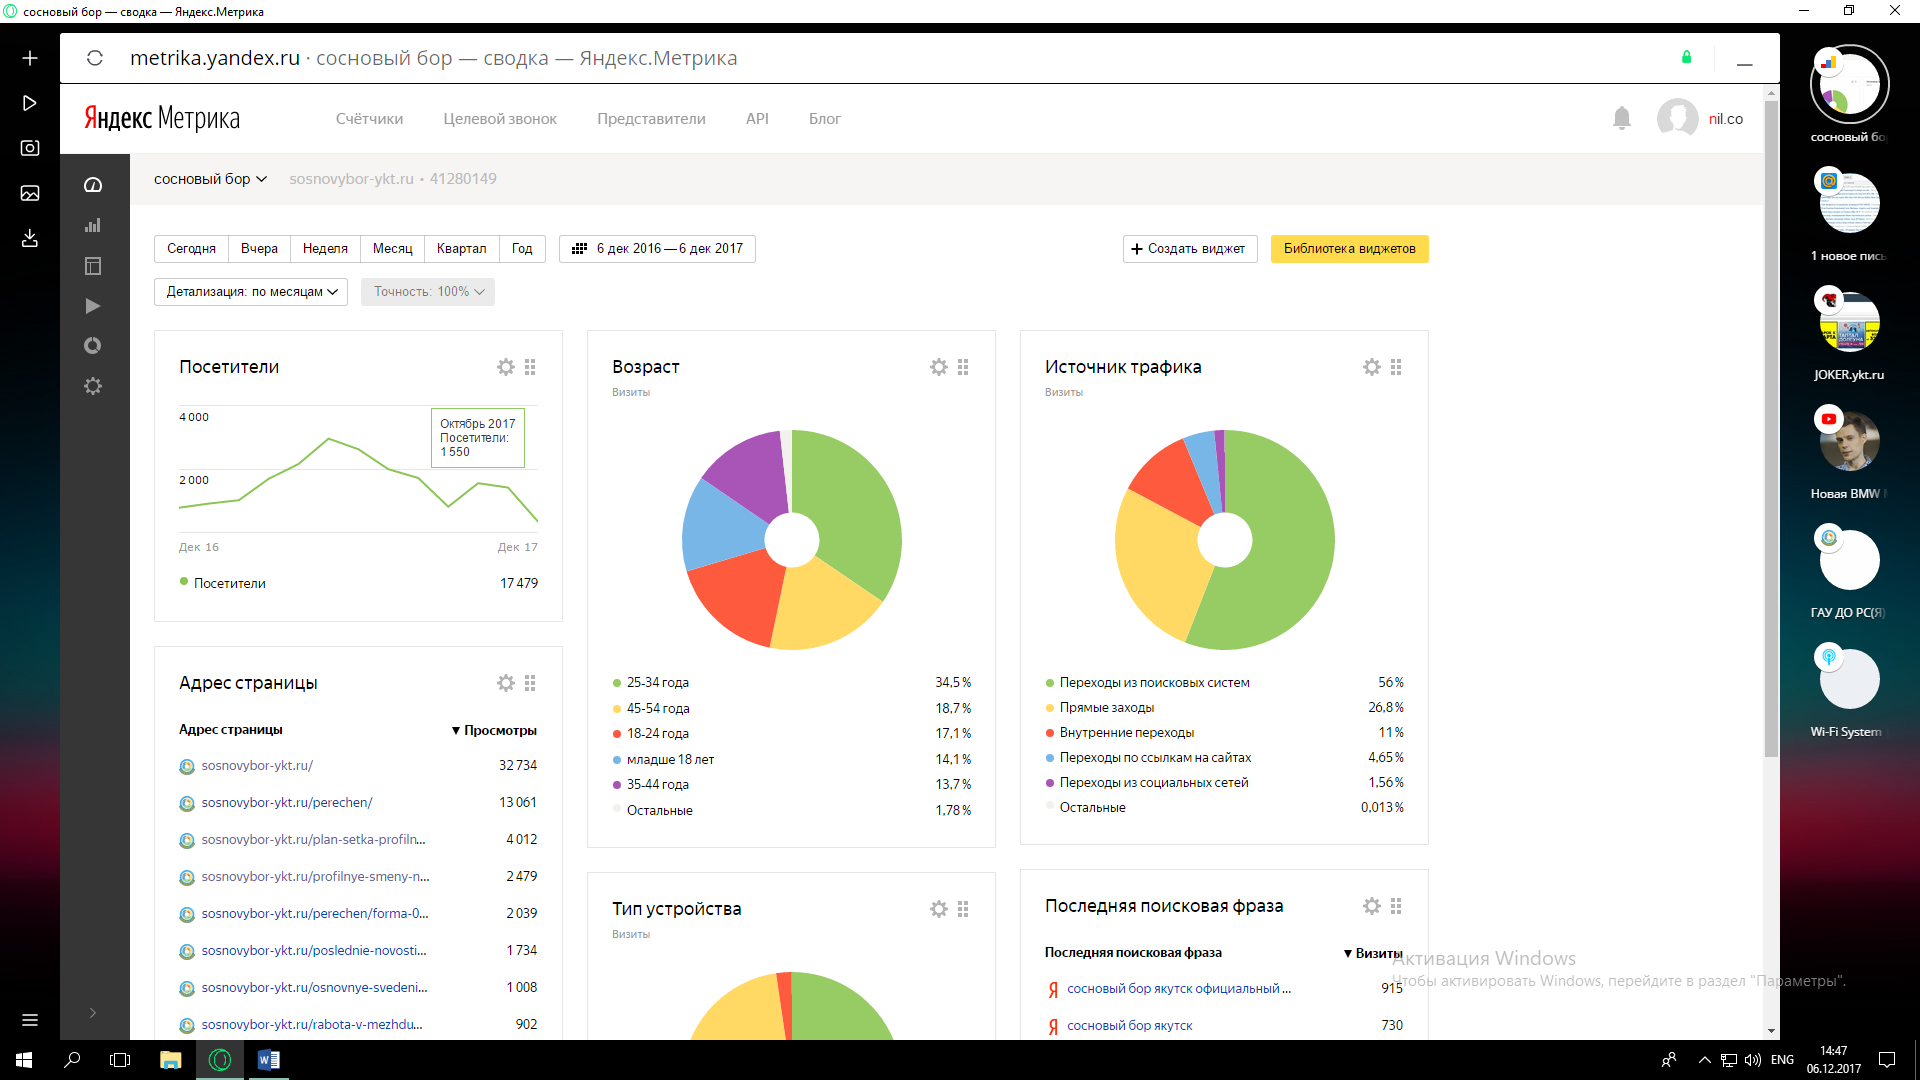 сосновый бор — сводка — Яндекс.Метрика
metrika.yandex.ru · сосновый бор — сводка — Яндекс.Метрика
Яндекс Метрика
Счётчики
Целевой звонок
Представители
API
Блог
nil.co
сосновый бор
sosnovybor-ykt.ru • 41280149
Сегодня
Вчера
Неделя
Месяц
Квартал
Год
6 дек 2016 — 6 дек 2017
Создать виджет
Библиотека виджетов
Детализация: по месяцам
Точность: 100%
Посетители
4 000
Октябрь 2017
Посетители:
1 550
2 000
Дек 16
Дек 17
Посетители 17 479
Адрес страницы
Адрес страницы ▼ Просмотры
sosnovybor-ykt.ru/ 32 734
sosnovybor-ykt.ru/perechen/ 13 061
sosnovybor-ykt.ru/plan-setka-profiln... 4 012
sosnovybor-ykt.ru/profilnye-smeny-n... 2 479
sosnovybor-ykt.ru/perechen/forma-0... 2 039
sosnovybor-ykt.ru/poslednie-novosti... 1 734
sosnovybor-ykt.ru/osnovnye-svedeni... 1 008
sosnovybor-ykt.ru/rabota-v-mezhdu... 902
Возраст
Визиты
25-34 года 34,5 %
45-54 года 18,7 %
18-24 года 17,1 %
младше 18 лет 14,1 %
35-44 года 13,7 %
Остальные 1,78 %
Тип устройства
Визиты
Источник трафика
Визиты
Переходы из поисковых систем 56 %
Прямые заходы 26,8 %
Внутренние переходы 11 %
Переходы по ссылкам на сайтах 4,65 %
Переходы из социальных сетей 1,56 %
Остальные 0,013 %
Последняя поисковая фраза
Последняя поисковая фраза ▼ Визиты
Я сосновый бор якутск официальный ... 915
Я сосновый бор якутск 730
Активация Windows
Чтобы активировать Windows, перейдите в раздел "Параметры".
сосновый бо
1 новое пись
JOKER.ykt.ru
Новая BMW
ГАУ ДО РС(Я)
Wi-Fi System
ENG
14:47
06.12.2017